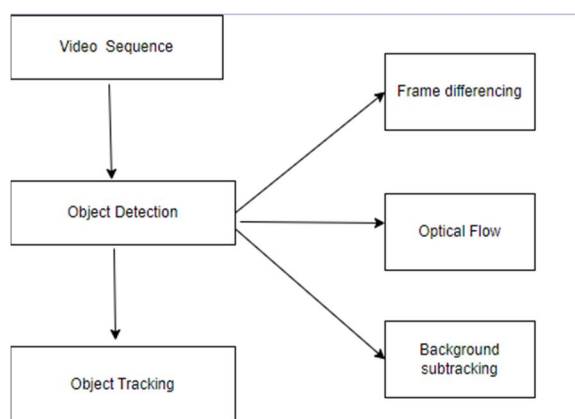 Video Sequence
Frame differencing
Object Detection
Optical Flow
Background
subtracking
Object Tracking